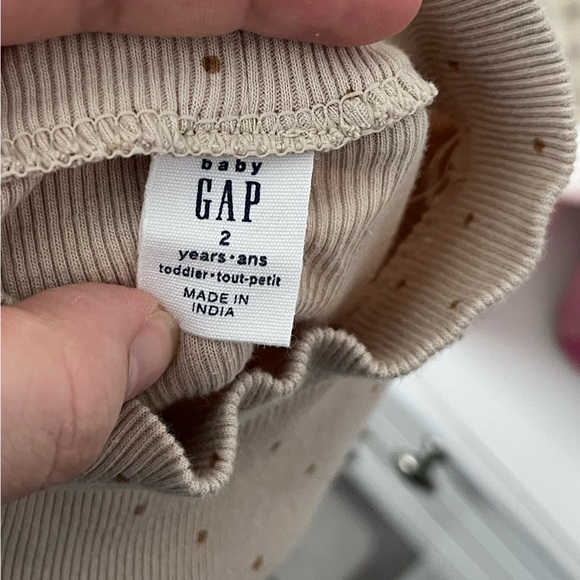 baby
GAP
2
years•ans
toddler•tout-petit
MADE IN
INDIA